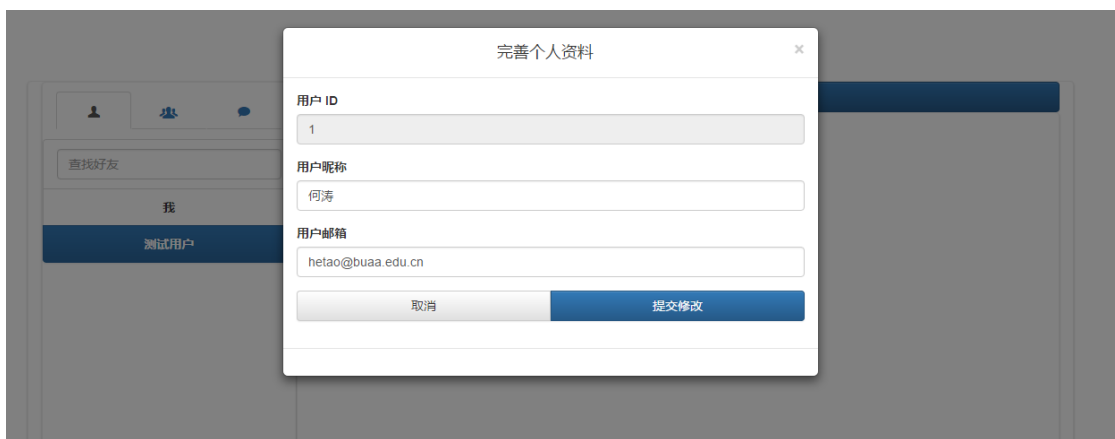 完善个人资料
×
用户 ID
1
查找好友
用户昵称
何涛
我
用户邮箱
测试用户
hetao@buaa.edu.cn
取消
提交修改